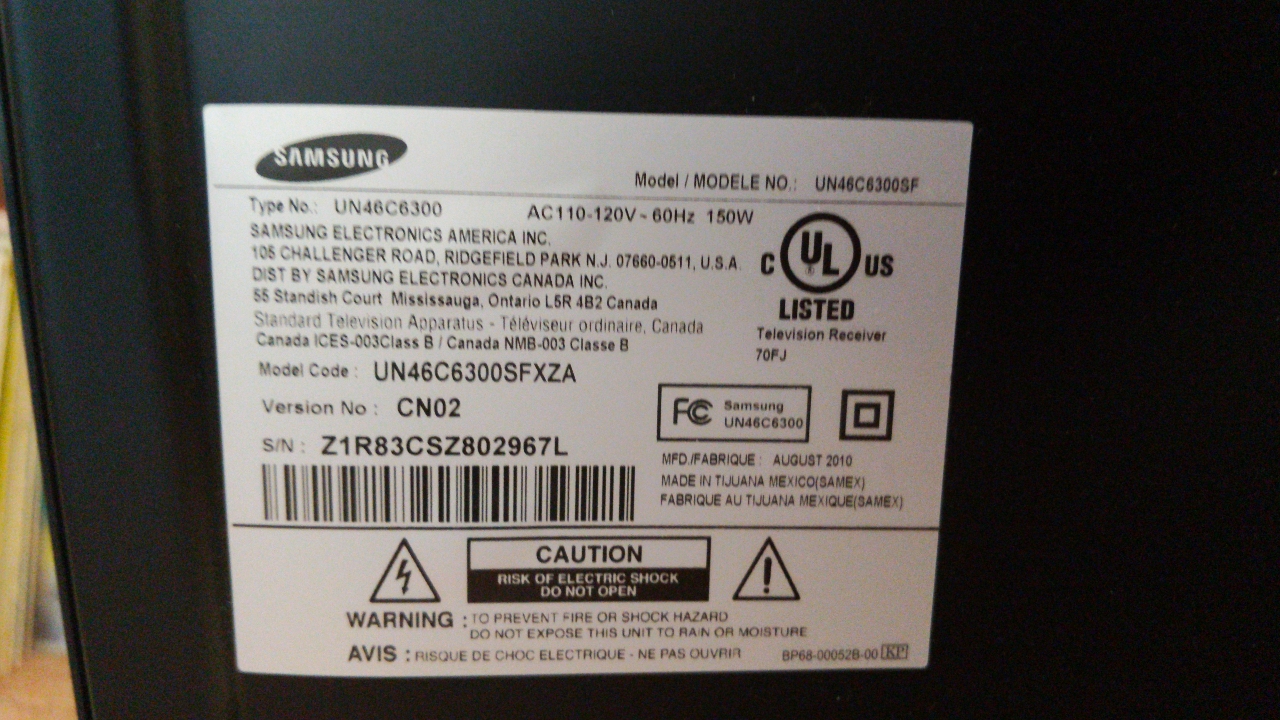 SAMSUNG
Model / MODELE NO.: UN46C6300SF
Type No.: UN46C6300 AC110-120V~60Hz 150W
SAMSUNG ELECTRONICS AMERICA INC.
105 CHALLENGER ROAD, RIDGEFIELD PARK N.J. 07660-0511, U.S.A.
DIST BY SAMSUNG ELECTRONICS CANADA INC.
55 Standish Court Mississauga, Ontario L5R 4B2 Canada
Standard Television Apparatus - Téléviseur ordinaire, Canada
Canada ICES-003Class B / Canada NMB-003 Classe B
C UL ® US
LISTED
Television Receiver
70FJ
Model Code : UN46C6300SFXZA
Version No : CN02
S/N : Z1R83CSZ802967L
FC Samsung
UN46C6300
MFD./FABRIQUE : AUGUST 2010
MADE IN TIJUANA MEXICO(SAMEX)
FABRIQUE AU TIJUANA MEXIQUE(SAMEX)
CAUTION
RISK OF ELECTRIC SHOCK
DO NOT OPEN
WARNING : TO PREVENT FIRE OR SHOCK HAZARD
DO NOT EXPOSE THIS UNIT TO RAIN OR MOISTURE
AVIS : RISQUE DE CHOC ELECTRIQUE - NE PAS OUVRIR
BP68-00052B-00 KP